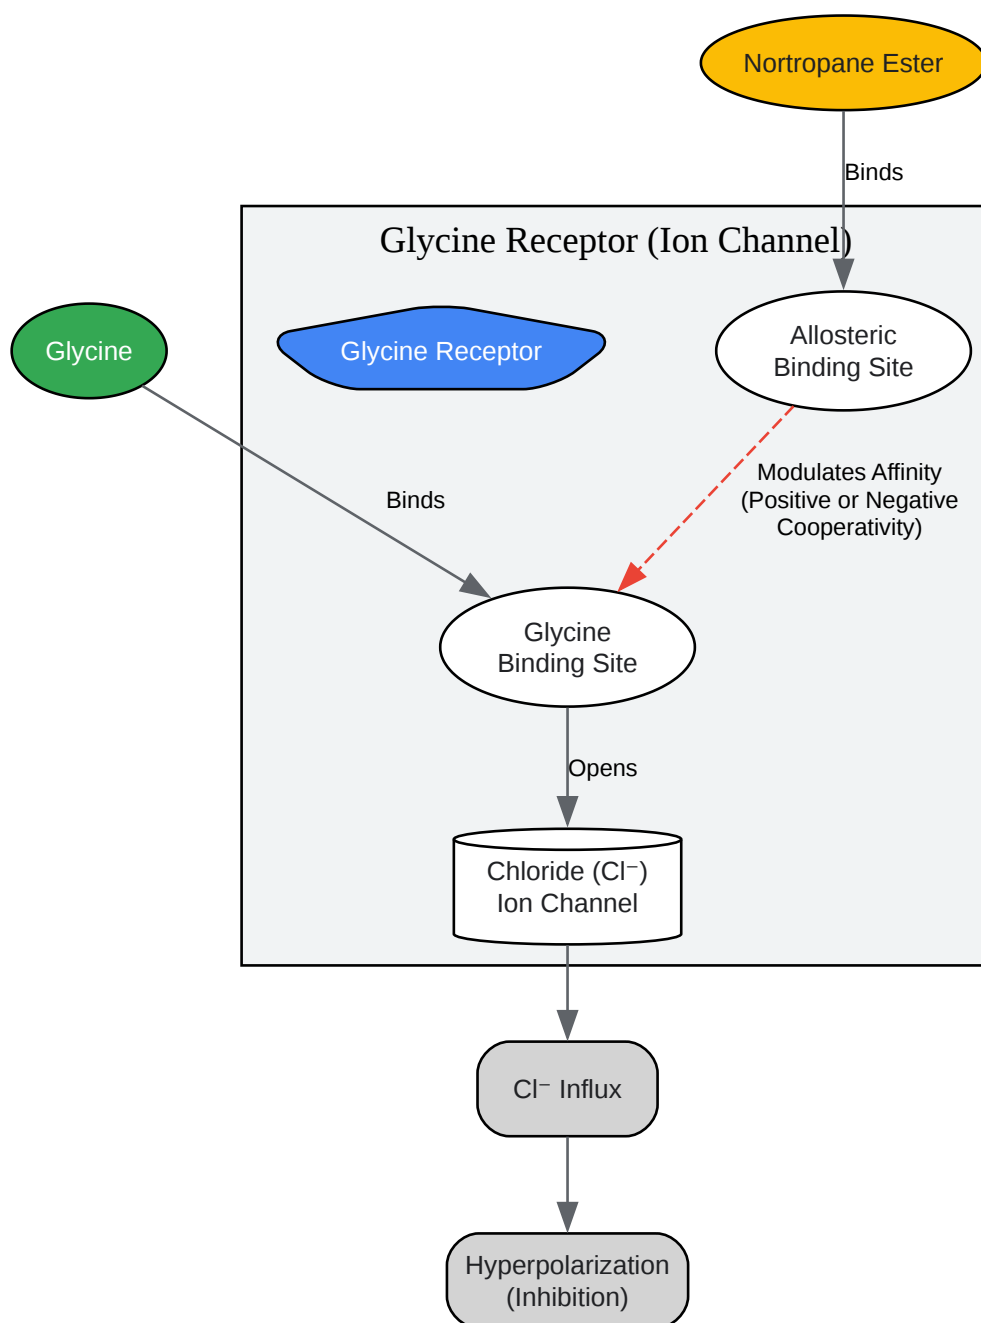 Nortropane Ester
Binds
Glycine Receptor (Ion Channel)
Glycine
Glycine Receptor
Allosteric
Binding Site
Modulates Affinity
(Positive or Negative
Cooperativity)
Binds
Glycine
Binding Site
Opens
Chloride (Cl⁻)
Ion Channel
Cl⁻ Influx
Hyperpolarization
(Inhibition)